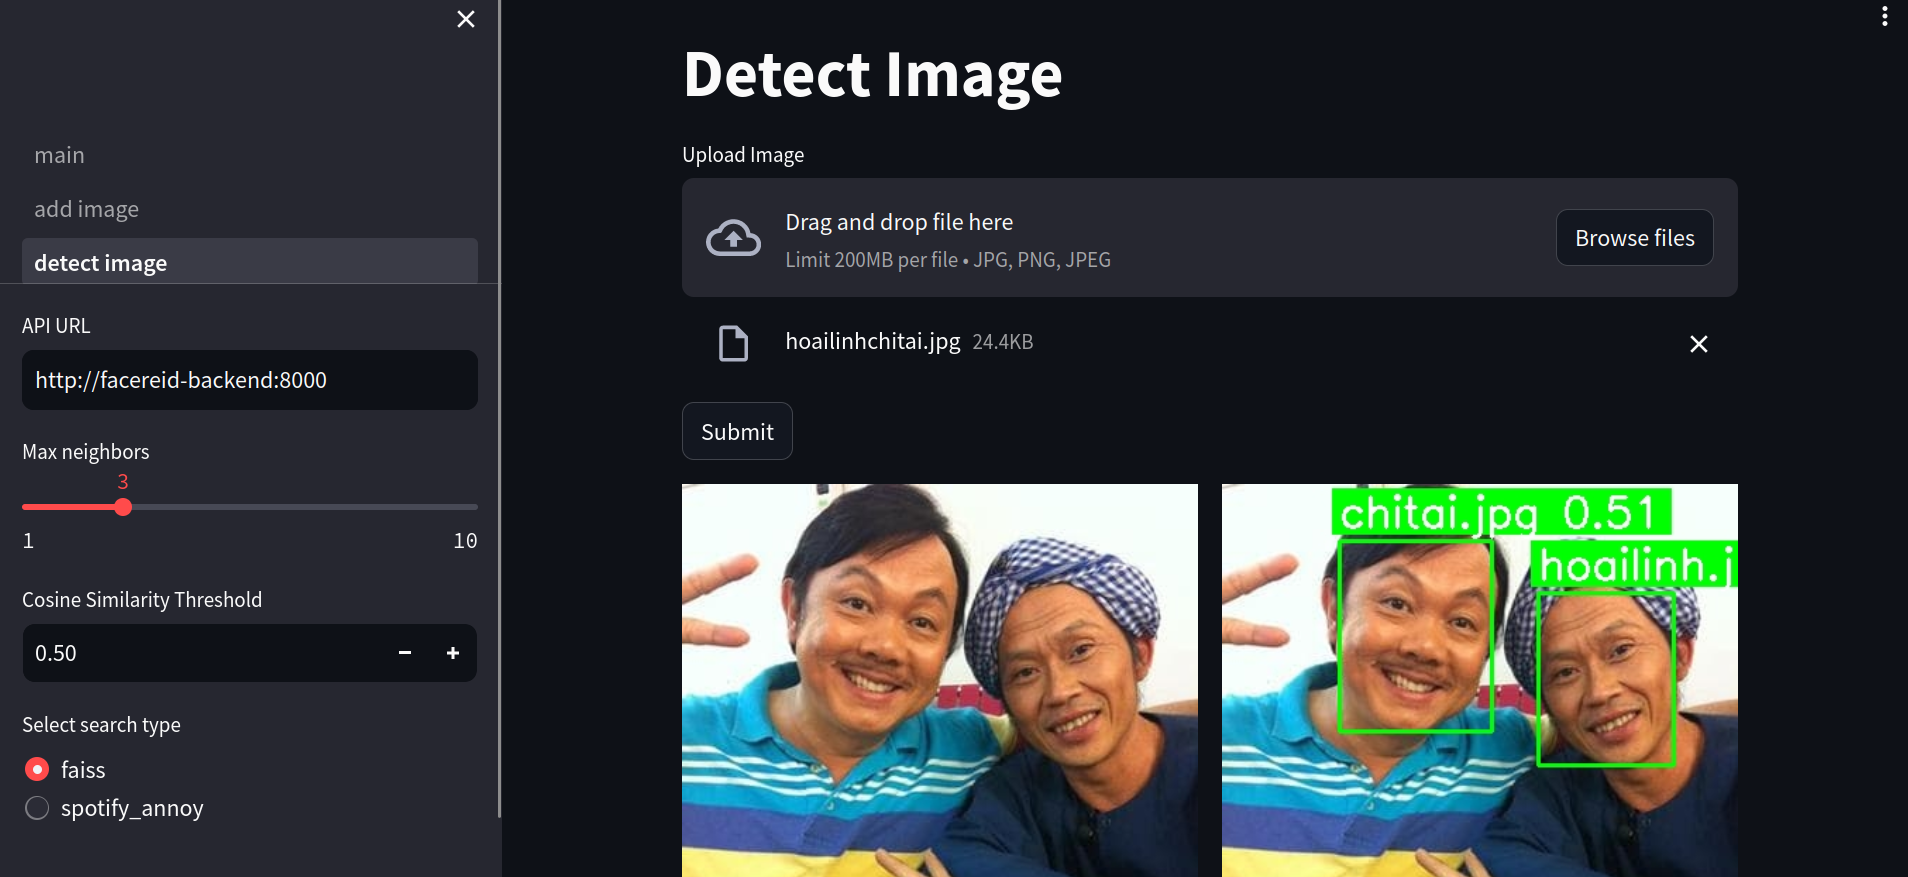 main
add image
detect image
API URL
http://facereid-backend:8000
Max neighbors
3
1 10
Cosine Similarity Threshold
0.50
Select search type
faiss
spotify_annoy
Detect Image
Upload Image
Drag and drop file here
Limit 200MB per file • JPG, PNG, JPEG
Browse files
hoailinhchitai.jpg 24.4KB
Submit
chitai.jpg 0.51
hoailinh.j